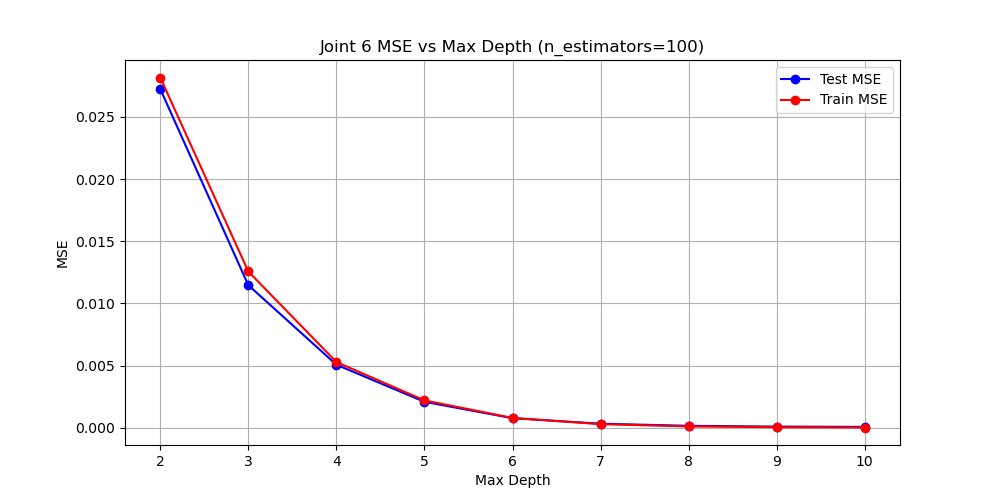 Joint 6 MSE vs Max Depth (n_estimators=100)
Test MSE
Train MSE
MSE
0.025
0.020
0.015
0.010
0.005
0.000
2 3 4 5 6 7 8 9 10
Max Depth